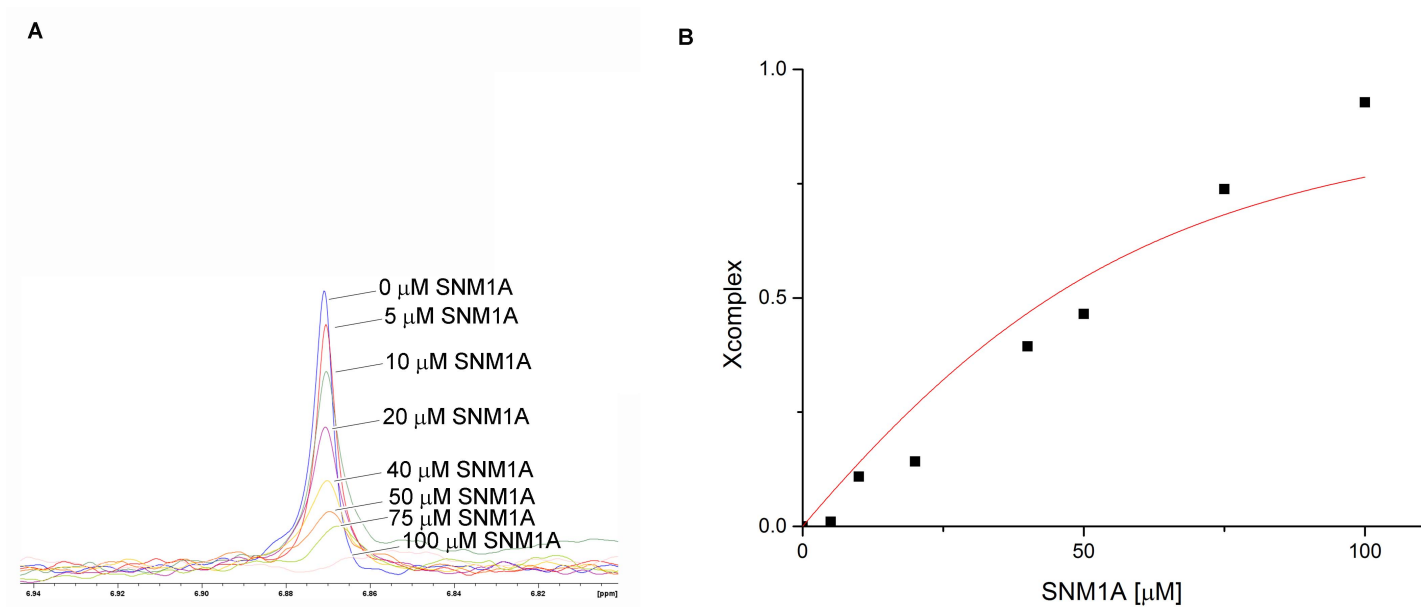 A
0 μM SNM1A
5 μM SNM1A
10 μM SNM1A
20 μM SNM1A
40 μM SNM1A
50 μM SNM1A
75 μM SNM1A
100 μM SNM1A
6.94 6.92 6.90 6.88 6.86 6.84 6.82 [ppm]
B
1.0
0.5
0.0
Xcomplex
0 50 100
SNM1A [μM]